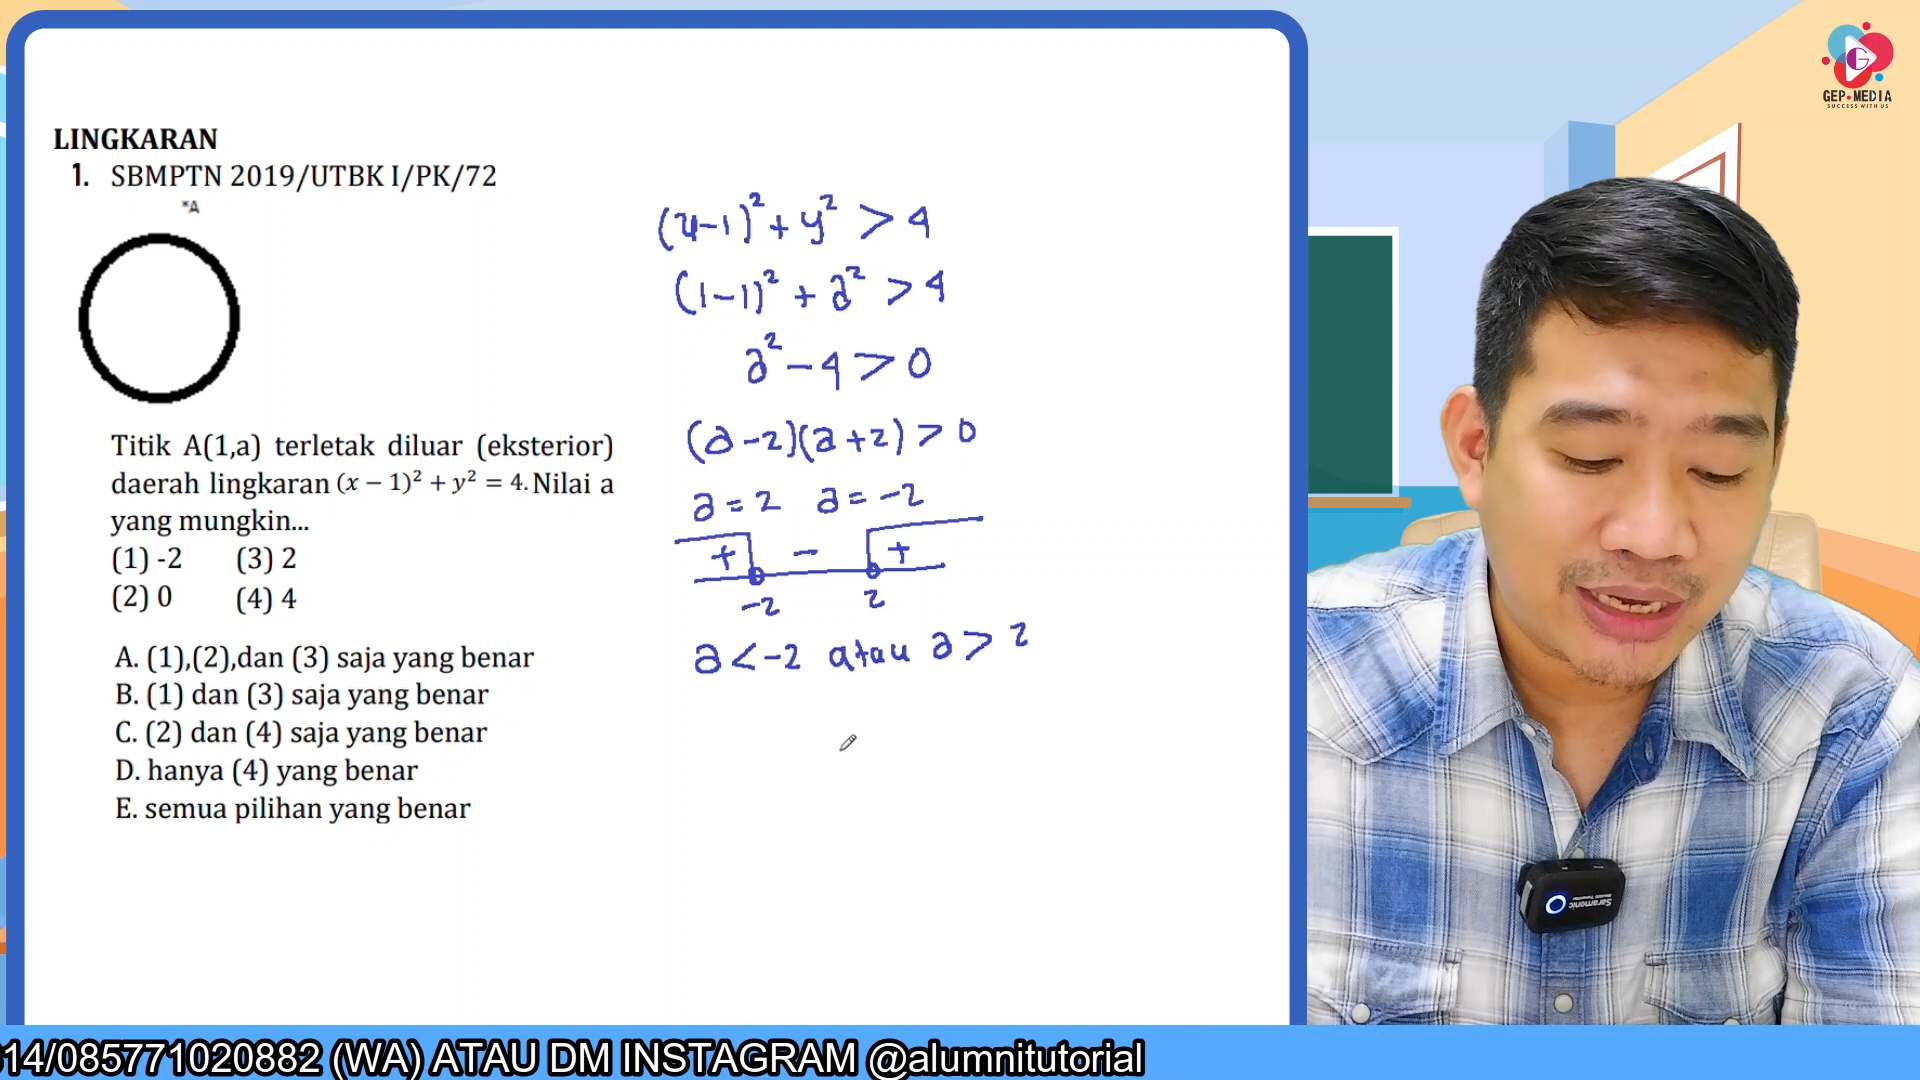 LINGKARAN
1. SBMPTN 2019/UTBK I/PK/72
*A
Titik A(1,a) terletak diluar (eksterior)
daerah lingkaran (x − 1)² + y² = 4. Nilai a
yang mungkin...
(1) -2 (3) 2
(2) 0 (4) 4
A. (1),(2),dan (3) saja yang benar
B. (1) dan (3) saja yang benar
C. (2) dan (4) saja yang benar
D. hanya (4) yang benar
E. semua pilihan yang benar
(x-1)² + y² > 4
(1-1)² + a² > 4
a² - 4 > 0
(a-2)(a+2) > 0
a = 2 a = -2
+ - +
-2 2
a < -2 atau a > 2
GEP•MEDIA
SUCCESS WITH US
Saramonic
14/085771020882 (WA) ATAU DM INSTAGRAM @alumnitutorial